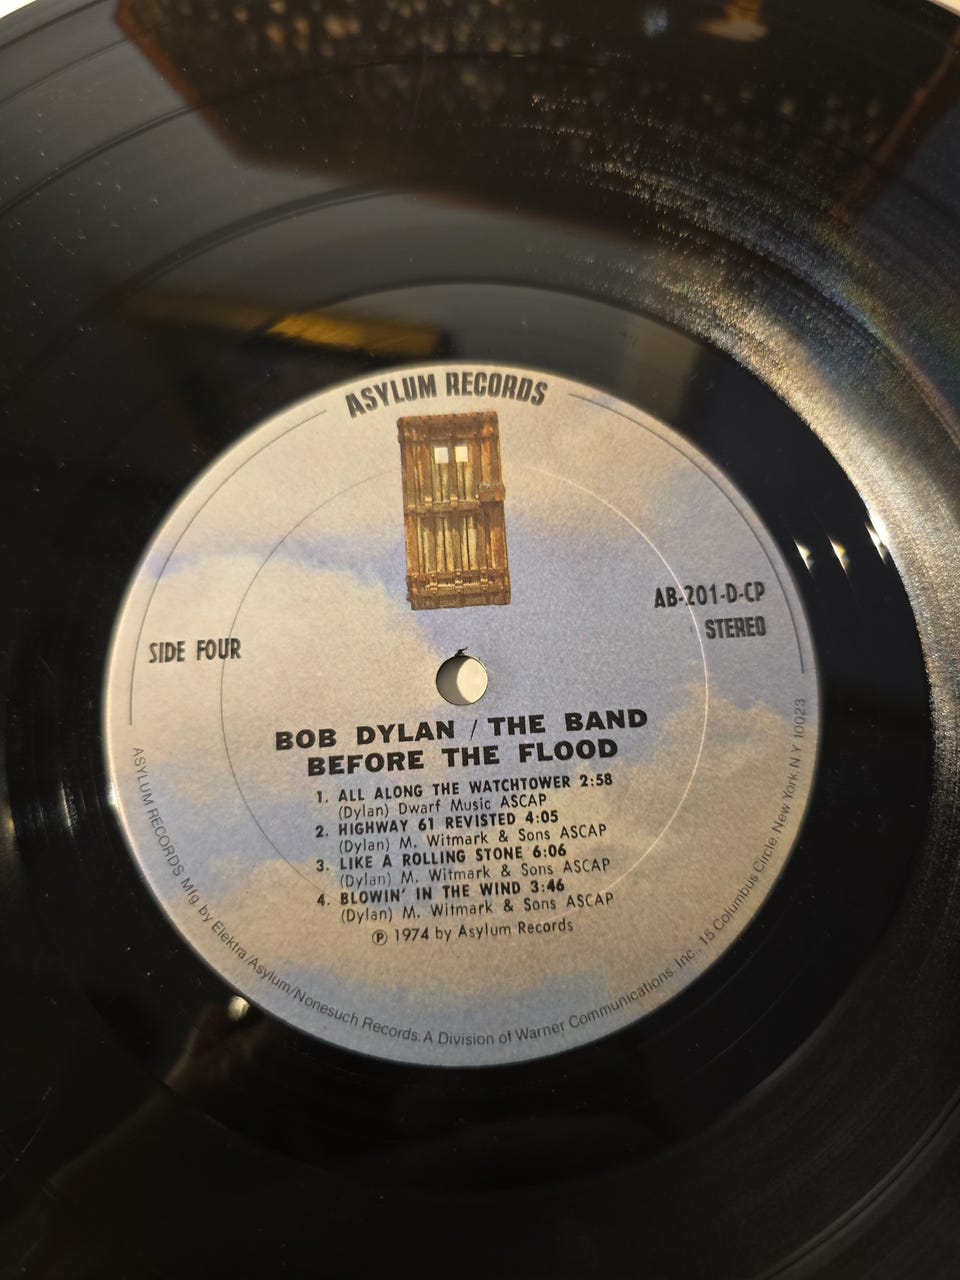 ASYLUM RECORDS
AB-201-D-CP
STEREO
SIDE FOUR
BOB DYLAN / THE BAND
BEFORE THE FLOOD
1. ALL ALONG THE WATCHTOWER 2:58
(Dylan) Dwarf Music ASCAP
2. HIGHWAY 61 REVISTED 4:05
(Dylan) M. Witmark & Sons ASCAP
3. LIKE A ROLLING STONE 6:06
(Dylan) M. Witmark & Sons ASCAP
4. BLOWIN' IN THE WIND 3:46
(Dylan) M. Witmark & Sons ASCAP
℗ 1974 by Asylum Records
ASYLUM RECORDS Mfg. by Elektra/Asylum/Nonesuch Records. A Division of Warner Communications. Inc. 15 Columbus Circle New York N.Y 10023